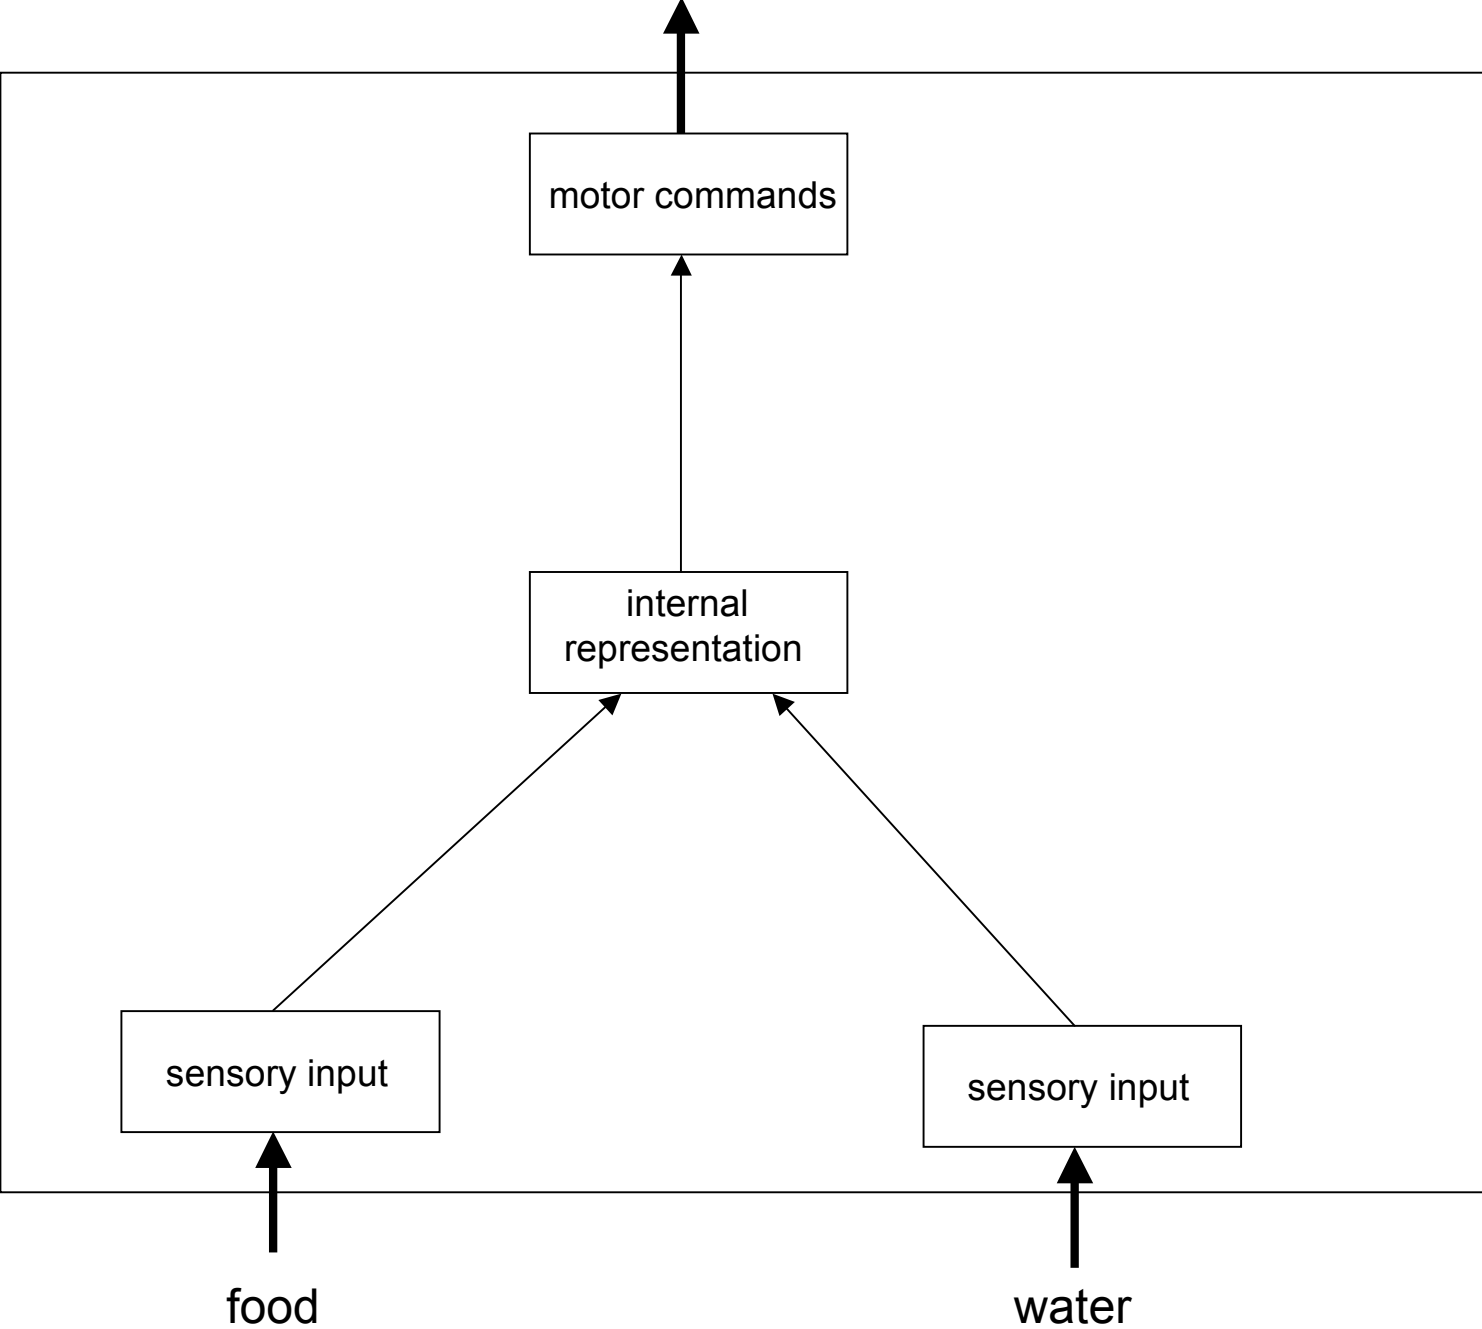 motor commands
internal
representation
sensory input
sensory input
food
water